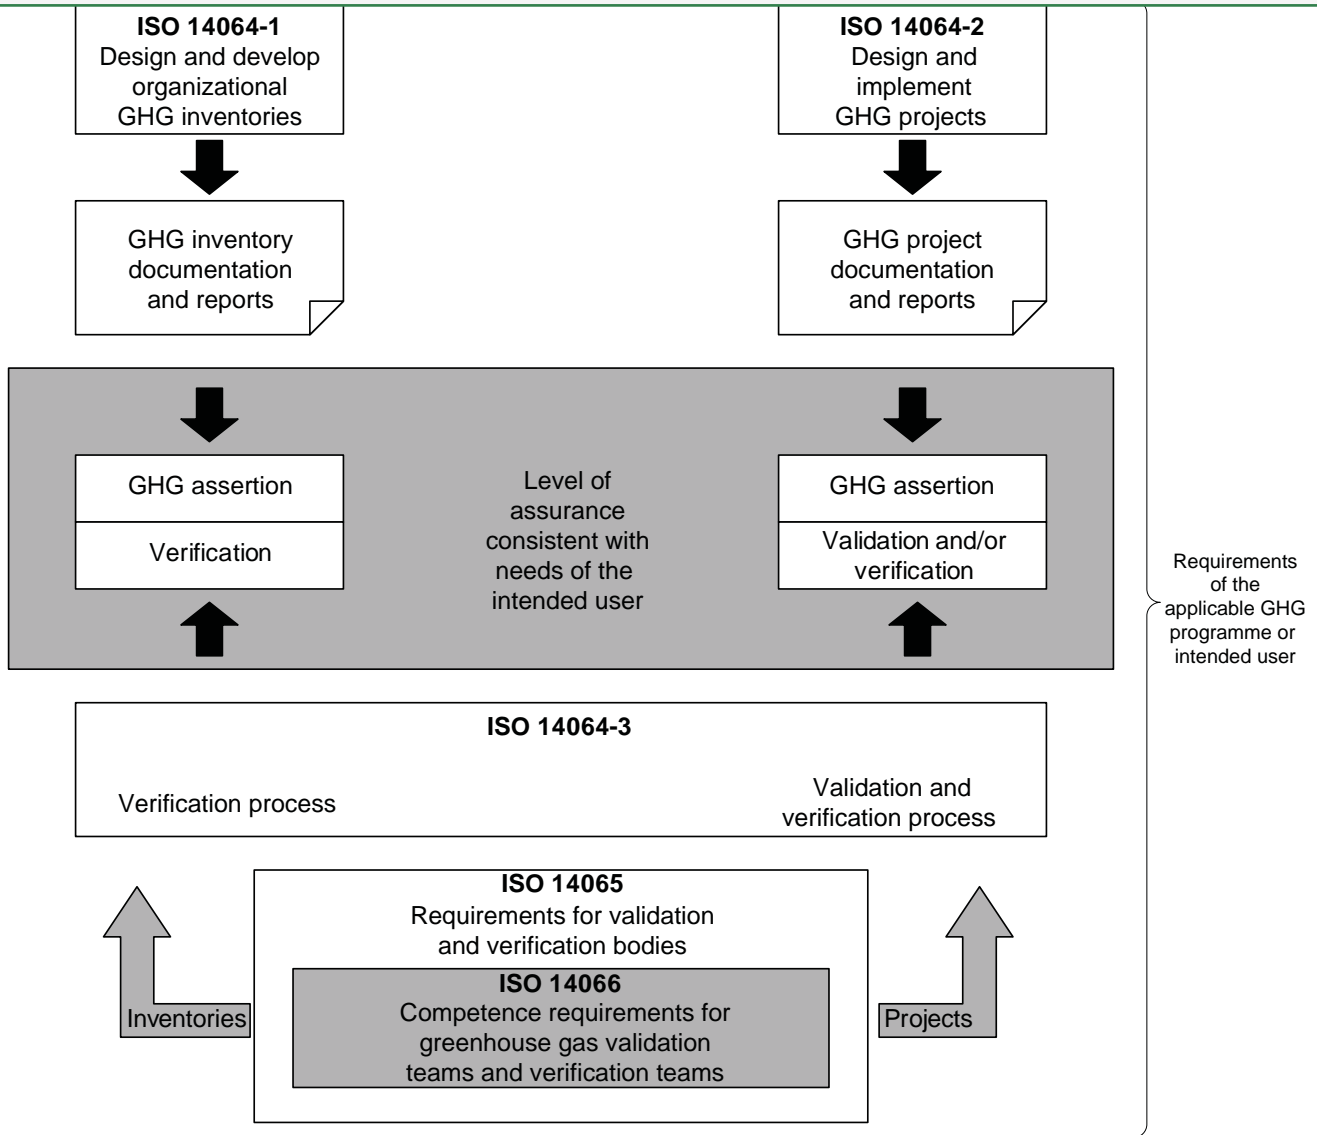 ISO 14064-1
Design and develop
organizational
GHG inventories
ISO 14064-2
Design and
implement
GHG projects
GHG inventory
documentation
and reports
GHG project
documentation
and reports
GHG assertion
Verification
Level of
assurance
consistent with
needs of the
intended user
GHG assertion
Validation and/or
verification
Requirements
of the
applicable GHG
programme or
intended user
ISO 14064-3
Verification process
Validation and
verification process
ISO 14065
Requirements for validation
and verification bodies
ISO 14066
Competence requirements for
greenhouse gas validation
teams and verification teams
Inventories
Projects